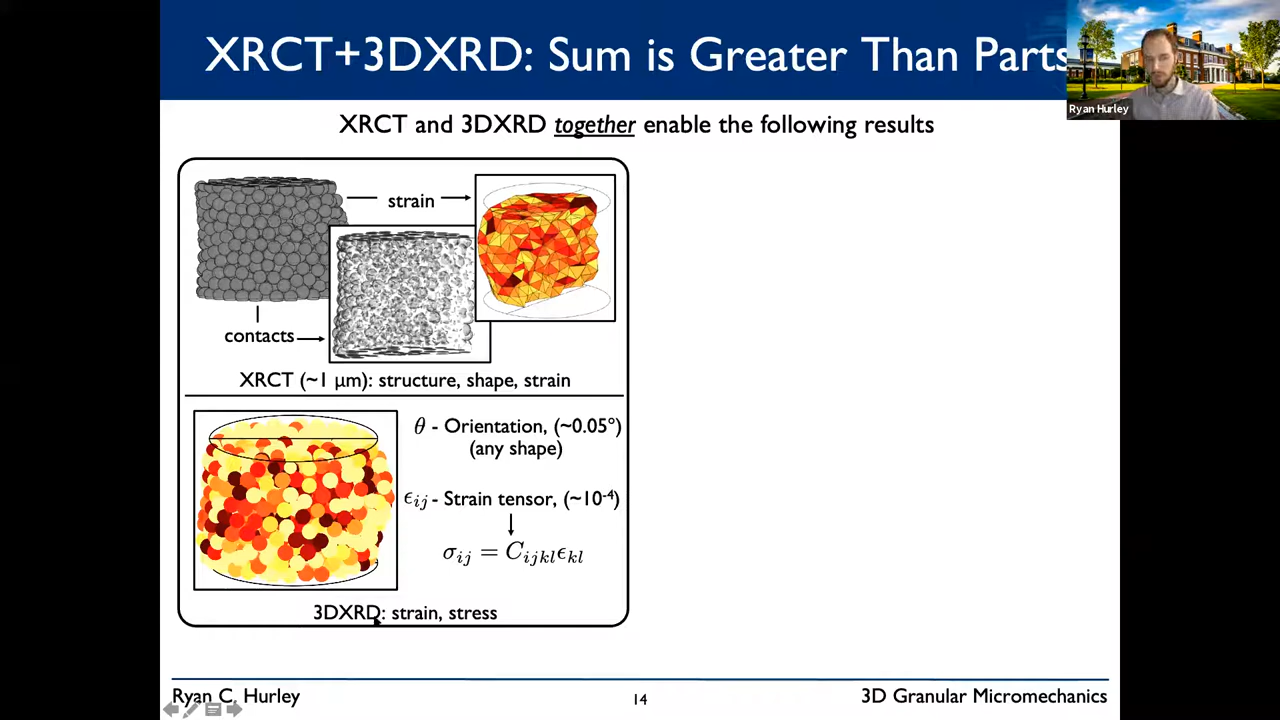 XRCT+3DXRD: Sum is Greater Than Parts
Ryan Hurley
XRCT and 3DXRD together enable the following results
strain
contacts
XRCT (~1 μm): structure, shape, strain
θ - Orientation, (~0.05°)
(any shape)
ϵij - Strain tensor, (~10⁻⁴)
σij = Cijklϵkl
3DXRD: strain, stress
Ryan C. Hurley
14
3D Granular Micromechanics